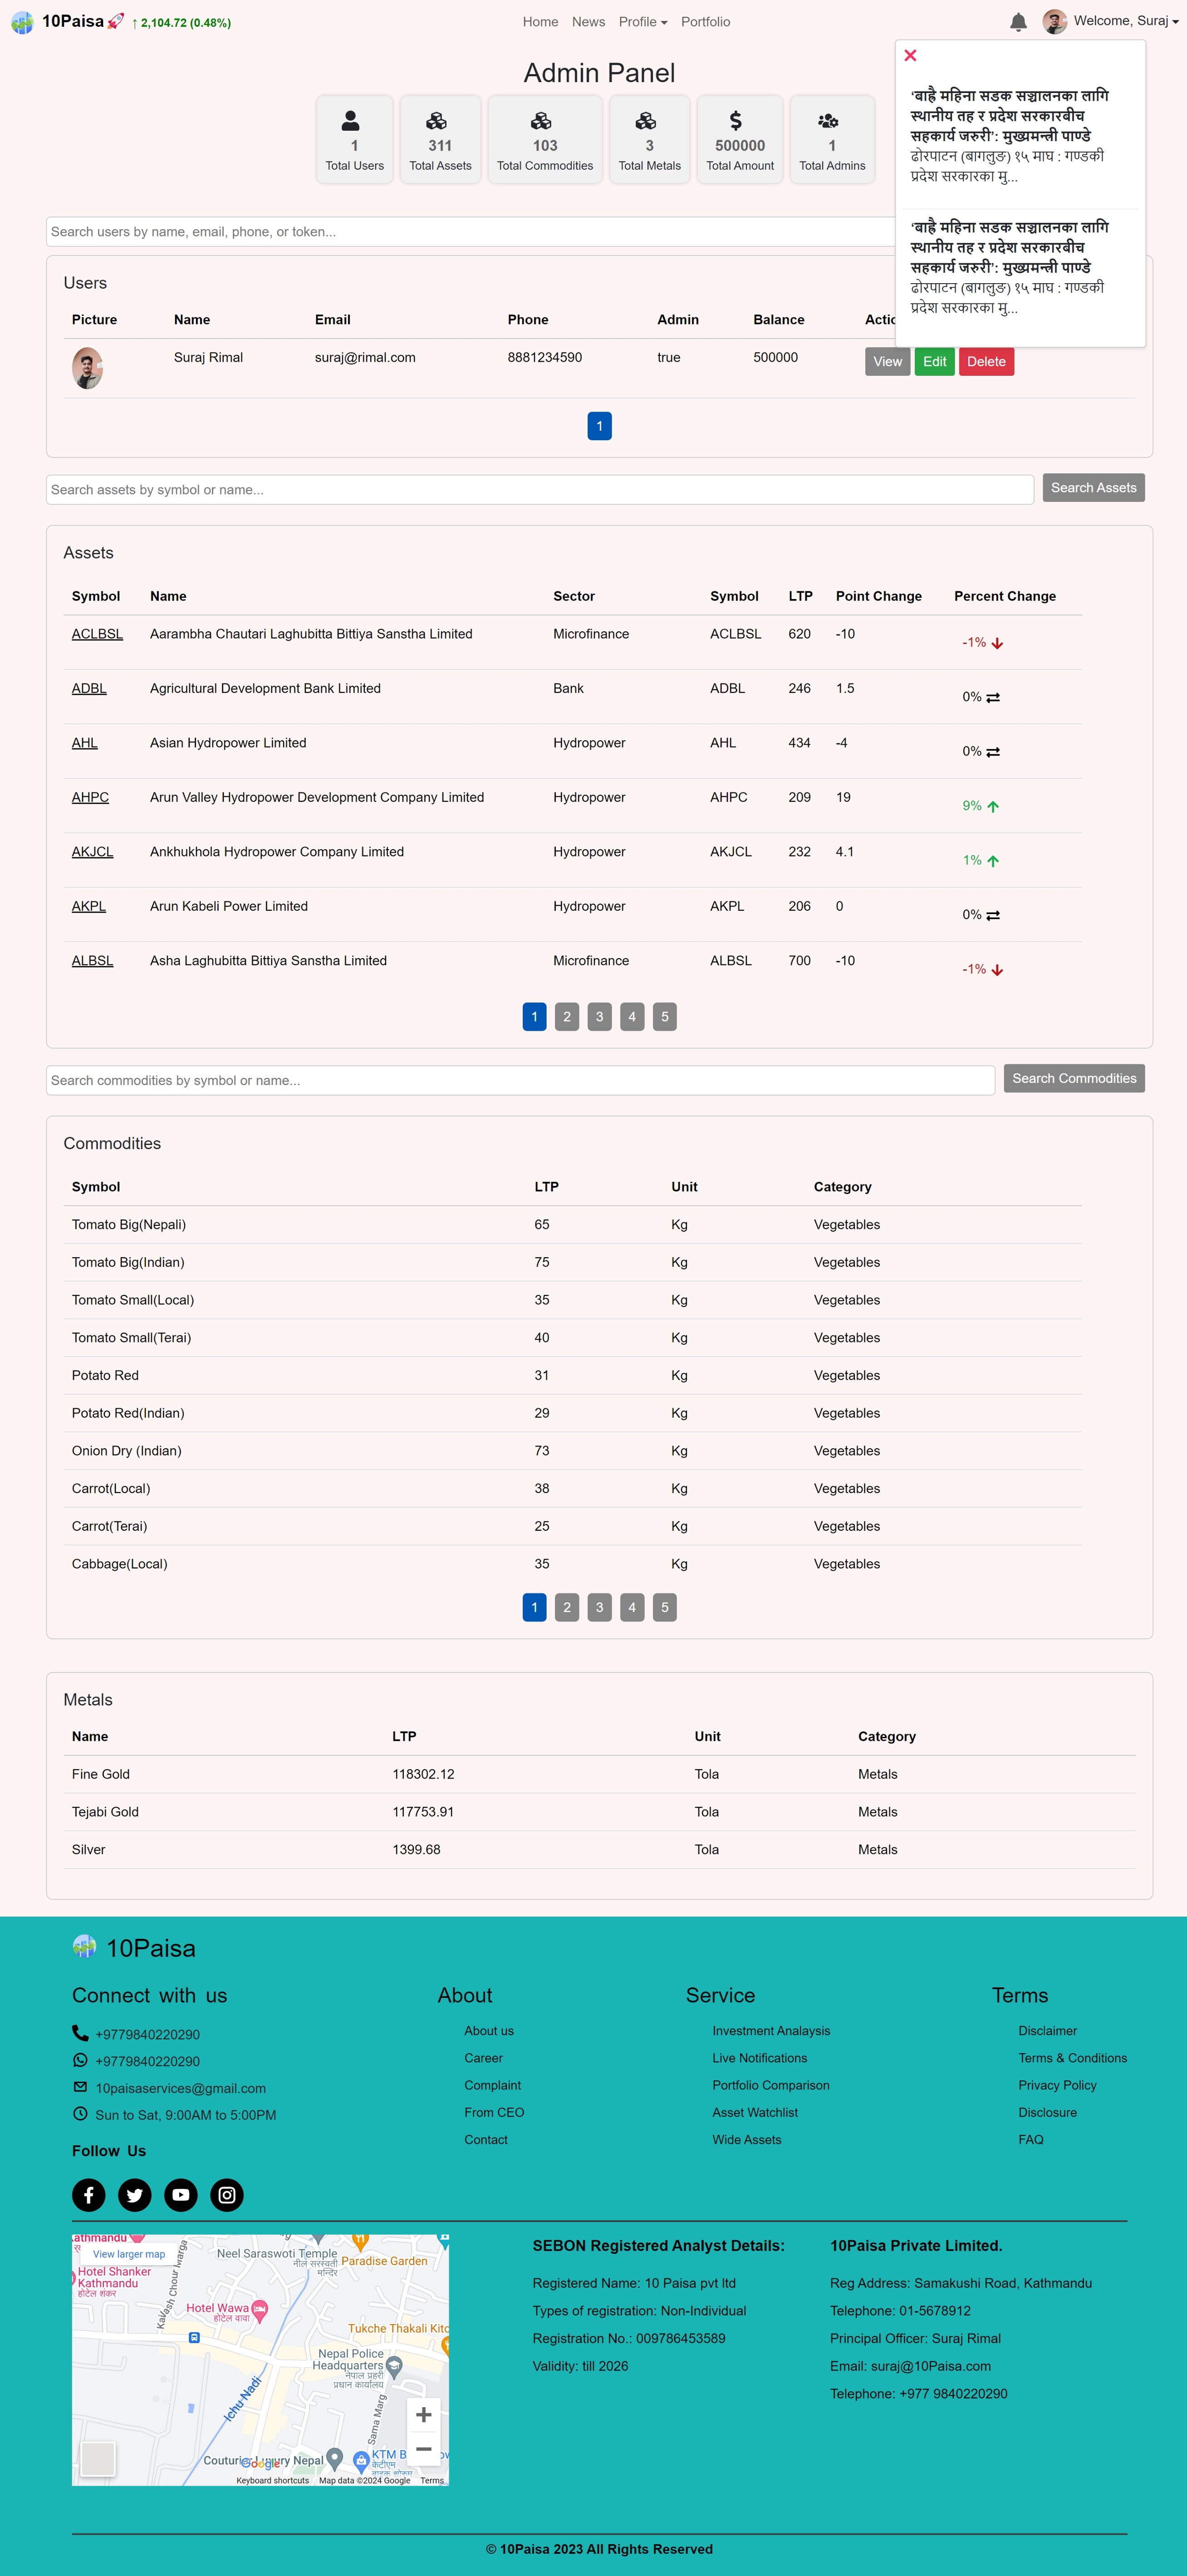 10Paisa🚀 ↑ 2,104.72 (0.48%)
Home News Profile Portfolio
Welcome, Suraj
Admin Panel
1
Total Users
311
Total Assets
103
Total Commodities
3
Total Metals
500000
Total Amount
1
Total Admins
‘बाह्रै महिना सडक सञ्चालनका लागि
स्थानीय तह र प्रदेश सरकारबीच
सहकार्य जरुरी’: मुख्यमन्त्री पाण्डे
ढोरपाटन (बागलुङ) १५ माघ : गण्डकी
प्रदेश सरकारका मु...
‘बाह्रै महिना सडक सञ्चालनका लागि
स्थानीय तह र प्रदेश सरकारबीच
सहकार्य जरुरी’: मुख्यमन्त्री पाण्डे
ढोरपाटन (बागलुङ) १५ माघ : गण्डकी
प्रदेश सरकारका मु...
Search users by name, email, phone, or token...
Users
Picture Name Email Phone Admin Balance
Suraj Rimal suraj@rimal.com 8881234590 true 500000 View Edit Delete
1
Search assets by symbol or name... Search Assets
Assets
Symbol Name Sector Symbol LTP Point Change Percent Change
ACLBSL Aarambha Chautari Laghubitta Bittiya Sanstha Limited Microfinance ACLBSL 620 -10 -1%
ADBL Agricultural Development Bank Limited Bank ADBL 246 1.5 0%
AHL Asian Hydropower Limited Hydropower AHL 434 -4 0%
AHPC Arun Valley Hydropower Development Company Limited Hydropower AHPC 209 19 9%
AKJCL Ankhukhola Hydropower Company Limited Hydropower AKJCL 232 4.1 1%
AKPL Arun Kabeli Power Limited Hydropower AKPL 206 0 0%
ALBSL Asha Laghubitta Bittiya Sanstha Limited Microfinance ALBSL 700 -10 -1%
1 2 3 4 5
Search commodities by symbol or name... Search Commodities
Commodities
Symbol LTP Unit Category
Tomato Big(Nepali) 65 Kg Vegetables
Tomato Big(Indian) 75 Kg Vegetables
Tomato Small(Local) 35 Kg Vegetables
Tomato Small(Terai) 40 Kg Vegetables
Potato Red 31 Kg Vegetables
Potato Red(Indian) 29 Kg Vegetables
Onion Dry (Indian) 73 Kg Vegetables
Carrot(Local) 38 Kg Vegetables
Carrot(Terai) 25 Kg Vegetables
Cabbage(Local) 35 Kg Vegetables
1 2 3 4 5
Metals
Name LTP Unit Category
Fine Gold 118302.12 Tola Metals
Tejabi Gold 117753.91 Tola Metals
Silver 1399.68 Tola Metals
10Paisa
Connect with us
+9779840220290
+9779840220290
10paisaservices@gmail.com
Sun to Sat, 9:00AM to 5:00PM
Follow Us
About
About us
Career
Complaint
From CEO
Contact
Service
Investment Analaysis
Live Notifications
Portfolio Comparison
Asset Watchlist
Wide Assets
Terms
Disclaimer
Terms & Conditions
Privacy Policy
Disclosure
FAQ
View larger map
Neel Saraswoti Temple
नील सरस्वती
मन्दिर
Paradise Garden
Hotel Shanker
Kathmandu
होटेल शंकर
Hotel Wawa
होटेल वावा
Tukche Thakali
Nepal Police
Headquarters
नेपाल प्रहरी
प्रधान कार्यालय
Ichu Nadi
Sama Marg
Nepal
KTM
Google
Keyboard shortcuts Map data ©2024 Google Terms
SEBON Registered Analyst Details:
Registered Name: 10 Paisa pvt ltd
Types of registration: Non-Individual
Registration No.: 009786453589
Validity: till 2026
10Paisa Private Limited.
Reg Address: Samakushi Road, Kathmandu
Telephone: 01-5678912
Principal Officer: Suraj Rimal
Email: suraj@10Paisa.com
Telephone: +977 9840220290
© 10Paisa 2023 All Rights Reserved